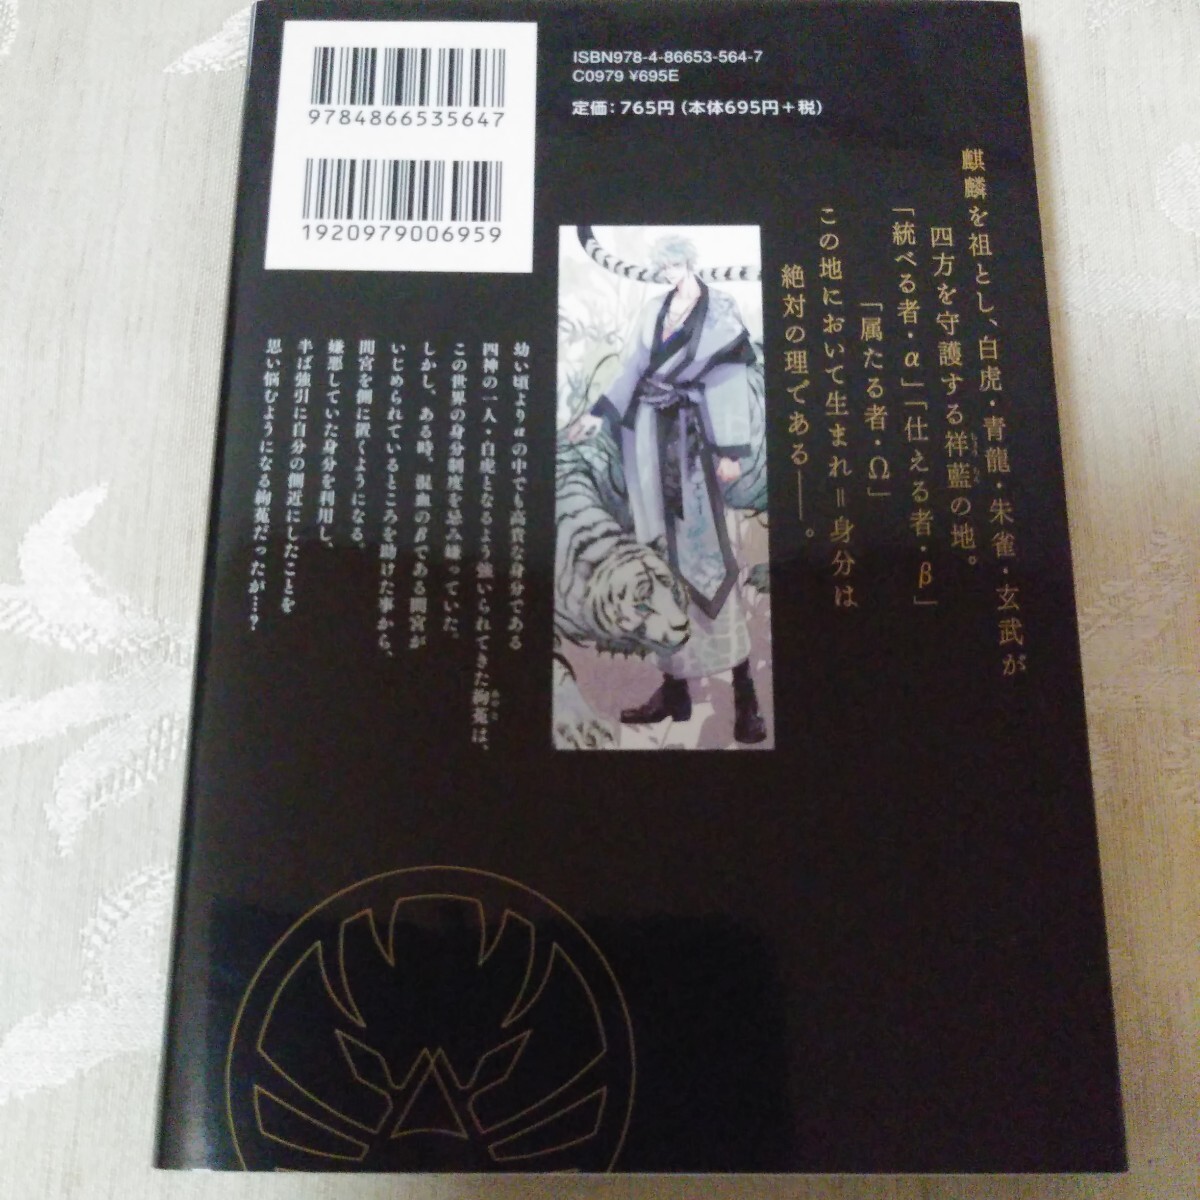 ISBN978-4-86653-564-7
C0979 ¥695E
定価：765円（本体695円＋税）
9784866535647
1920979006959
麒麟を祖とし、白虎・青龍・朱雀・玄武が
四方を守護する祥藍の地。
「統べる者・α」「仕える者・β」
「属たる者・Ω」
この地において生まれ＝身分は
絶対の理である――。
幼い頃よりαの中でも高貴な身分である
四神の一人・白虎となるよう強いられてきた絢菟は、
この世界の身分制度を忌み嫌っていた。
しかし、ある時、混血のβである間宮が
いじめられているところを助けた事から、
間宮を側に置くようになる。
嫌悪していた身分を利用し、
半ば強引に自分の側近にしたことを
思い悩むようになる絢菟だったが…？